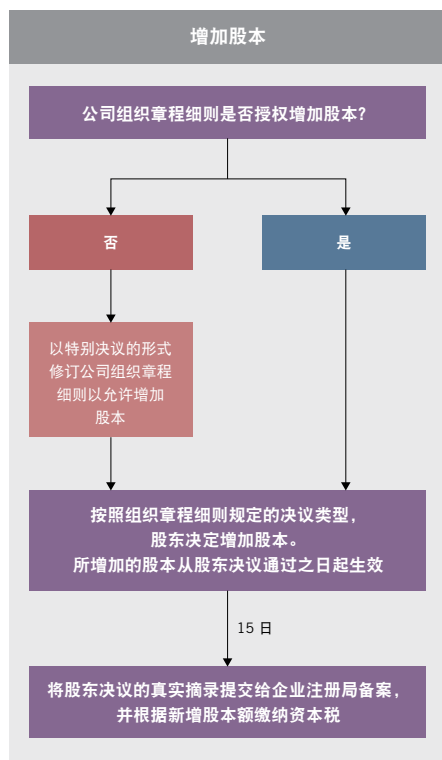 增加股本
公司组织章程细则是否授权增加股本?
否
是
以特别决议的形式
修订公司组织章程
细则以允许增加
股本
按照组织章程细则规定的决议类型，
股东决定增加股本。
所增加的股本从股东决议通过之日起生效
15 日
将股东决议的真实摘录提交给企业注册局备案，
并根据新增股本额缴纳资本税